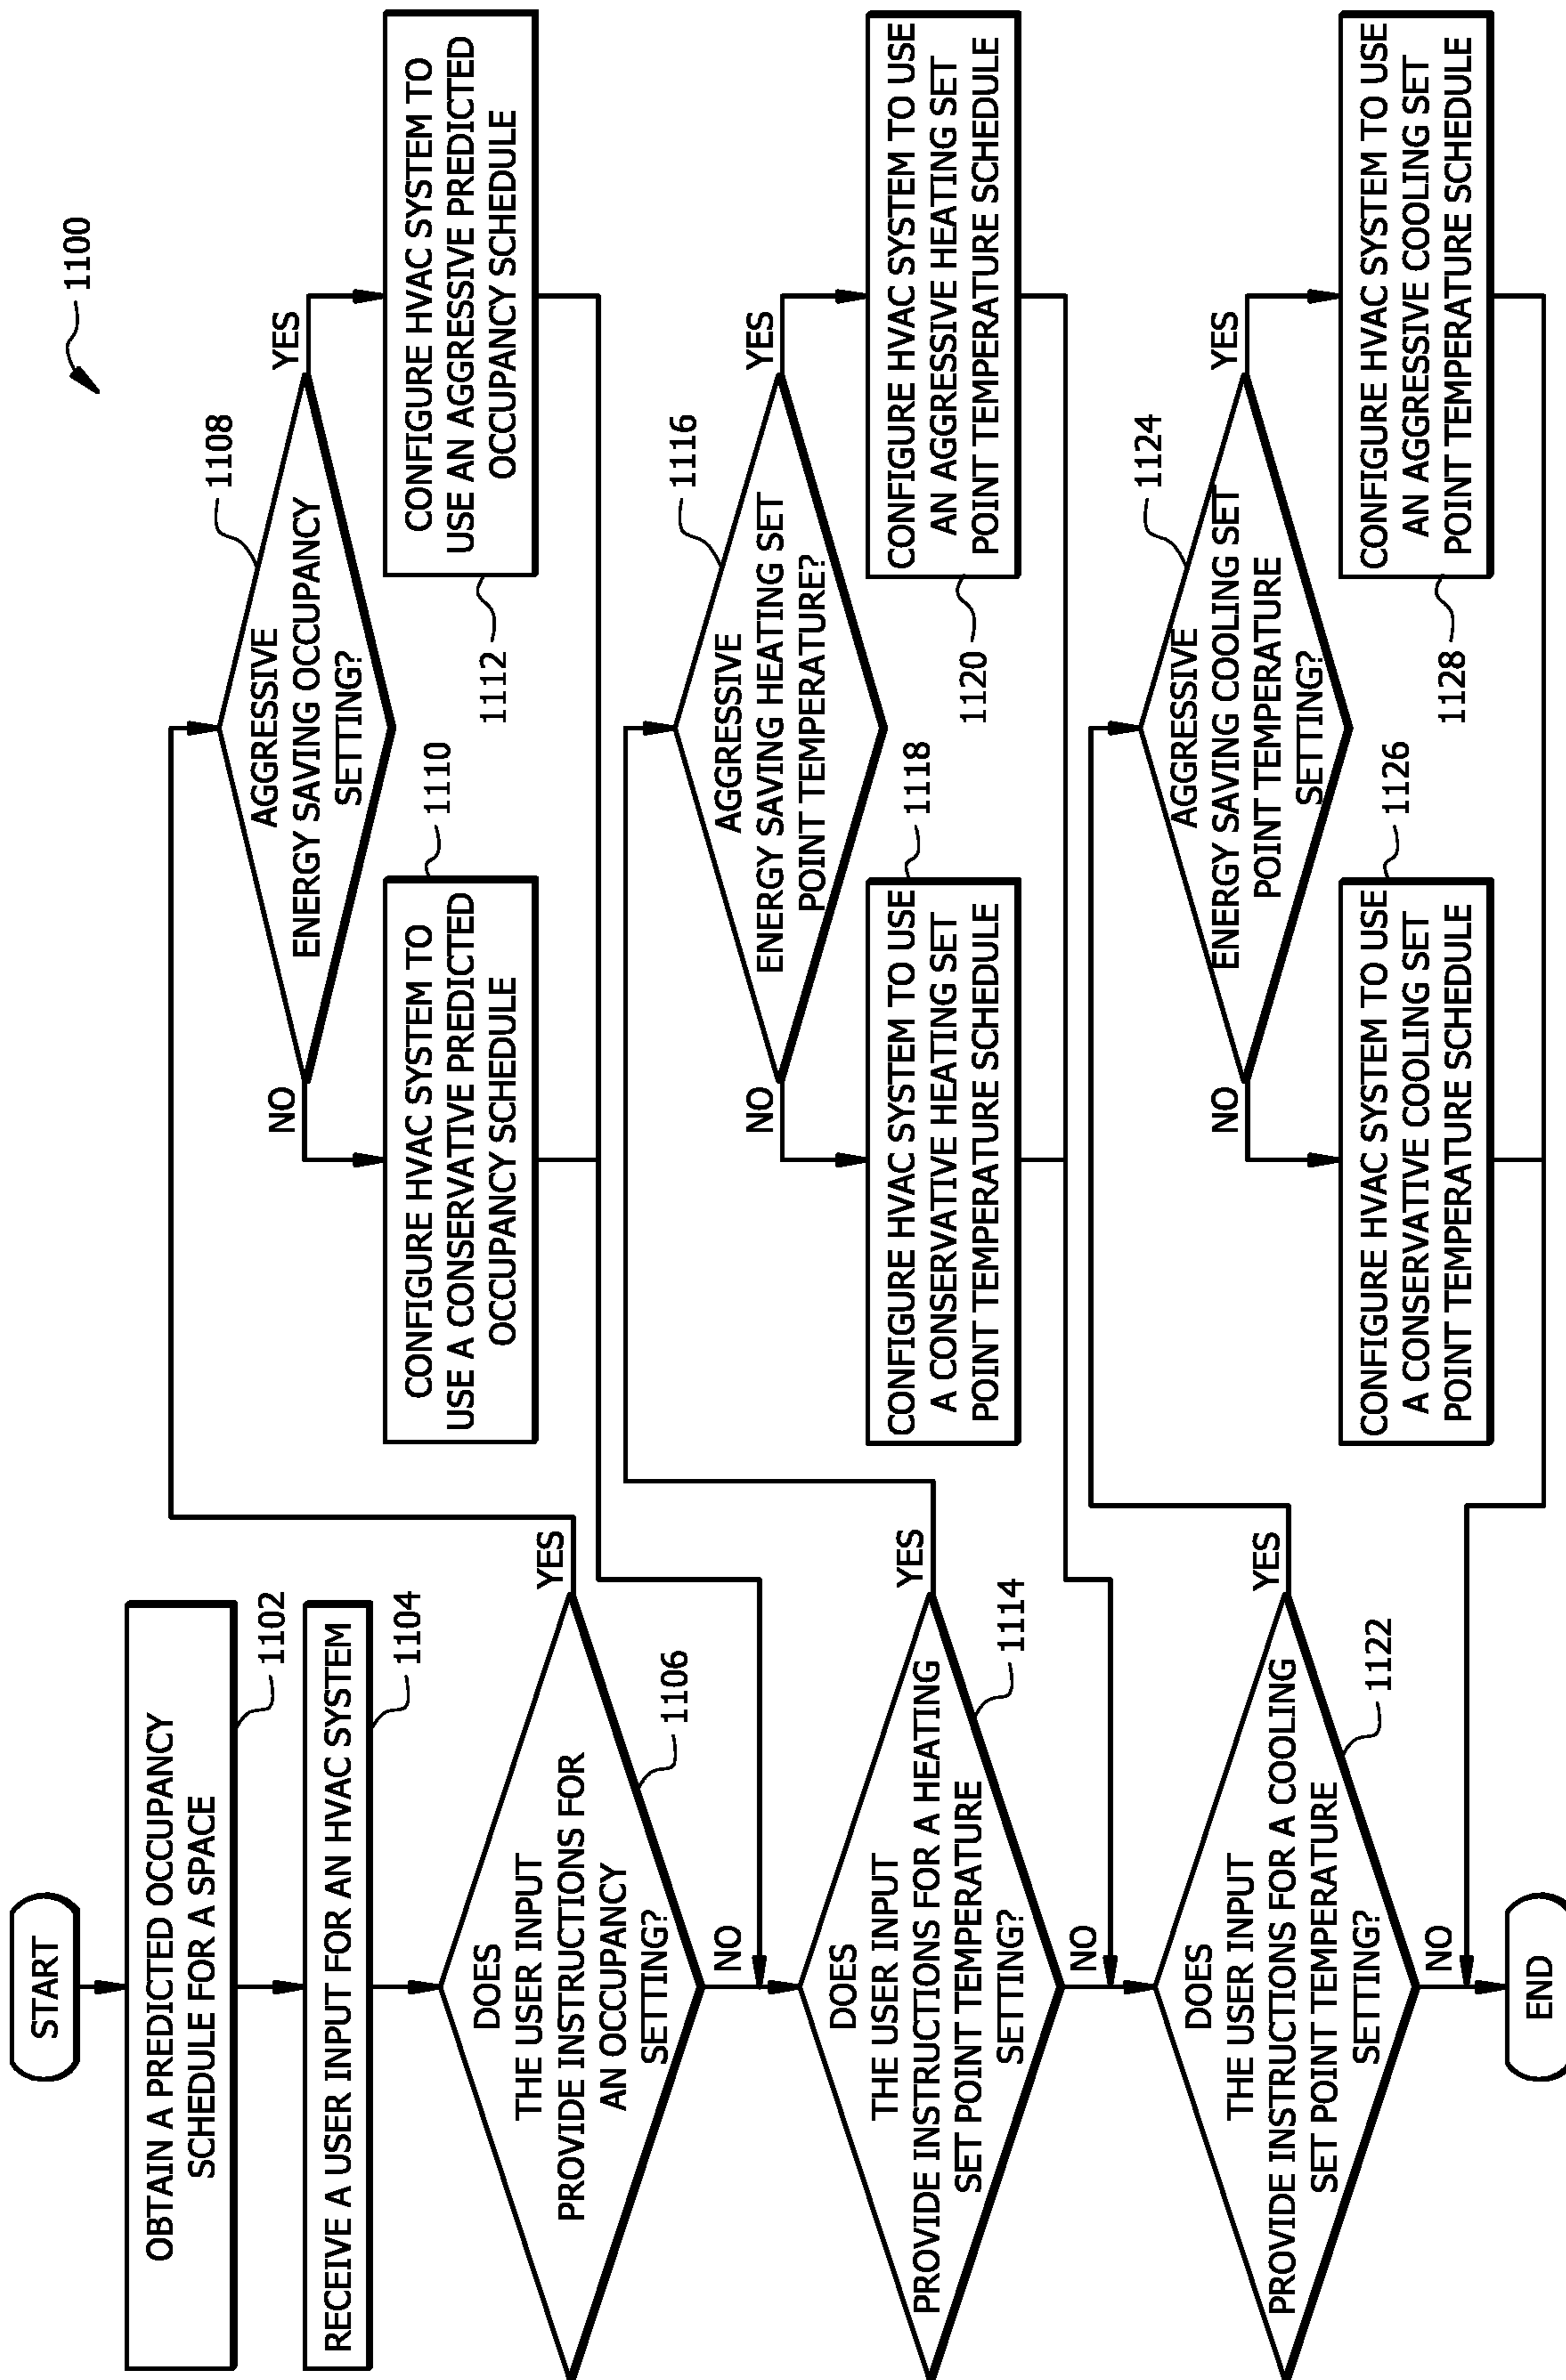 1100
START
OBTAIN A PREDICTED OCCUPANCY
SCHEDULE FOR A SPACE
1102
RECEIVE A USER INPUT FOR AN HVAC SYSTEM
1104
DOES
THE USER INPUT
PROVIDE INSTRUCTIONS FOR
AN OCCUPANCY
SETTING?
1106
YES
NO
AGGRESSIVE
ENERGY SAVING OCCUPANCY
SETTING?
1108
NO
YES
CONFIGURE HVAC SYSTEM TO
USE A CONSERVATIVE PREDICTED
OCCUPANCY SCHEDULE
1110
CONFIGURE HVAC SYSTEM TO
USE AN AGGRESSIVE PREDICTED
OCCUPANCY SCHEDULE
1112
DOES
THE USER INPUT
PROVIDE INSTRUCTIONS FOR A HEATING
SET POINT TEMPERATURE
SETTING?
1114
YES
NO
AGGRESSIVE
ENERGY SAVING HEATING SET
POINT TEMPERATURE?
1116
NO
YES
CONFIGURE HVAC SYSTEM TO USE
A CONSERVATIVE HEATING SET
POINT TEMPERATURE SCHEDULE
1118
CONFIGURE HVAC SYSTEM TO USE
AN AGGRESSIVE HEATING SET
POINT TEMPERATURE SCHEDULE
1120
DOES
THE USER INPUT
PROVIDE INSTRUCTIONS FOR A COOLING
SET POINT TEMPERATURE
SETTING?
1122
YES
NO
AGGRESSIVE
ENERGY SAVING COOLING SET
POINT TEMPERATURE
SETTING?
1124
NO
YES
CONFIGURE HVAC SYSTEM TO USE
A CONSERVATIVE COOLING SET
POINT TEMPERATURE SCHEDULE
1126
CONFIGURE HVAC SYSTEM TO USE
AN AGGRESSIVE COOLING SET
POINT TEMPERATURE SCHEDULE
1128
END